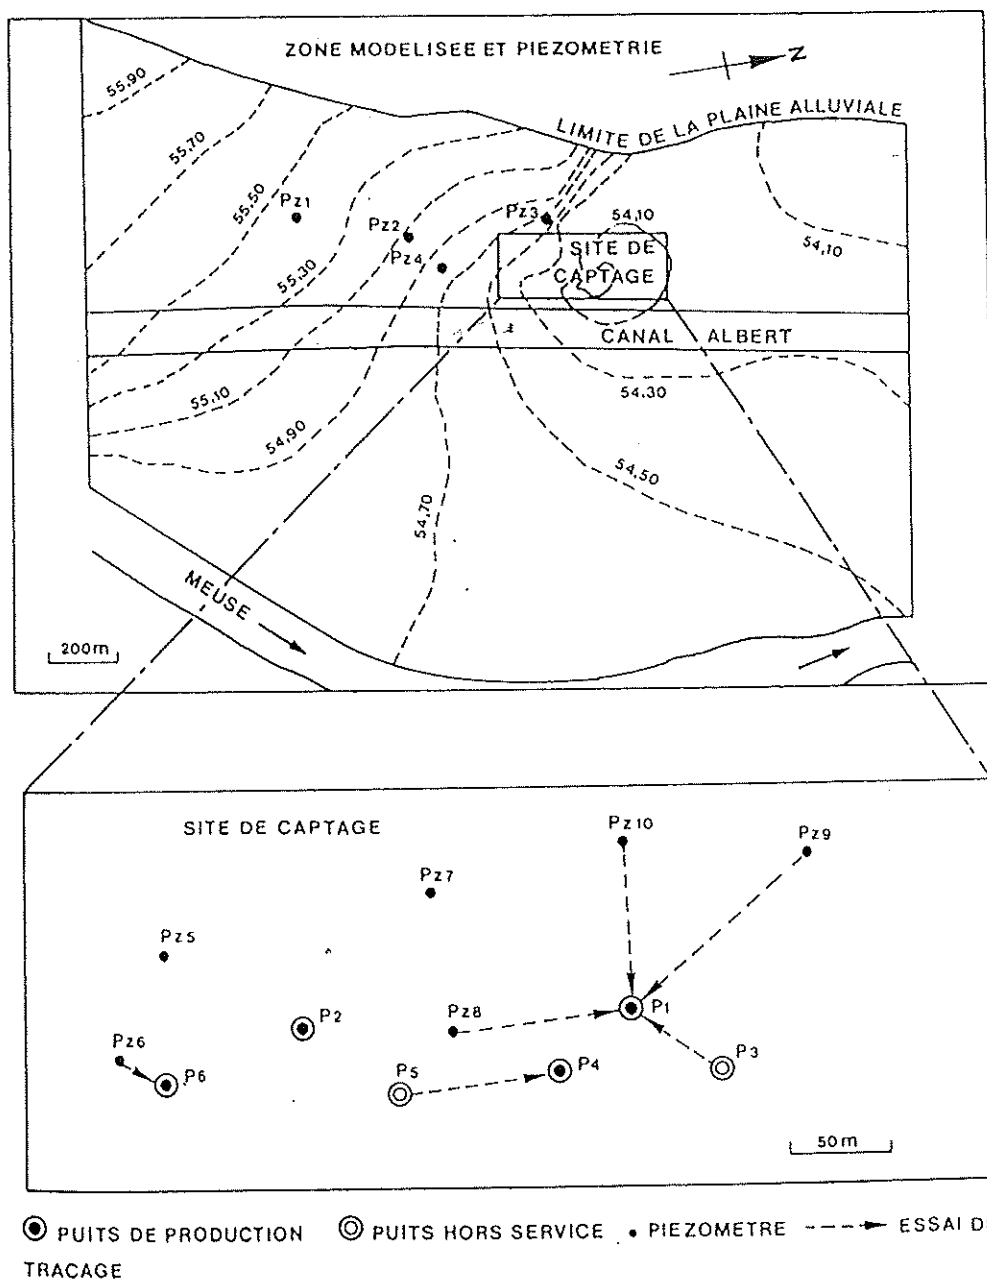 ZONE MODELISEE ET PIEZOMETRIE
N
LIMITE DE LA PLAINE ALLUVIALE
55,90
55,70
55,50
Pz1
Pz2
Pz3
Pz4
54,10
54,10
SITE DE
CAPTAGE
55,30
CANAL ALBERT
55,10
54,30
54,90
54,50
54,70
MEUSE
200m
SITE DE CAPTAGE
Pz10
Pz9
Pz7
Pz5
P2
Pz8
P1
Pz6
P6
P5
P4
P3
50m
PUITS DE PRODUCTION PUITS HORS SERVICE PIEZOMETRE ESSAI D
TRACAGE